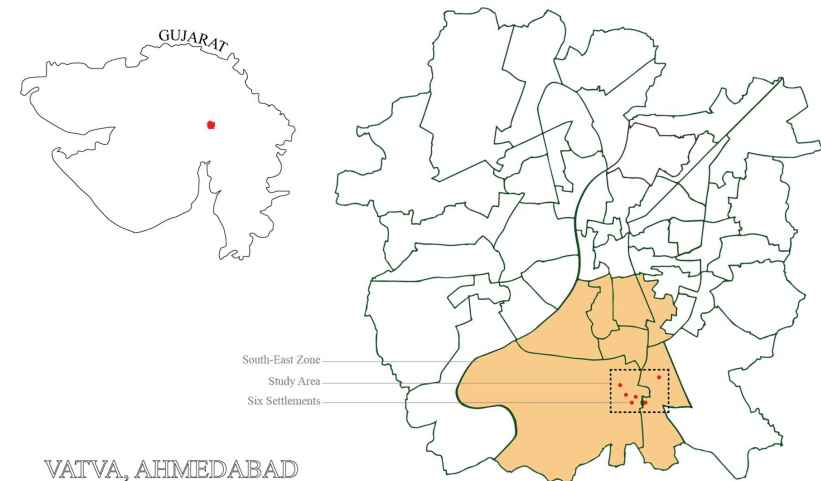 GUJARAT
South-East Zone
Study Area
Six Settlements
VATVA, AHMEDABAD